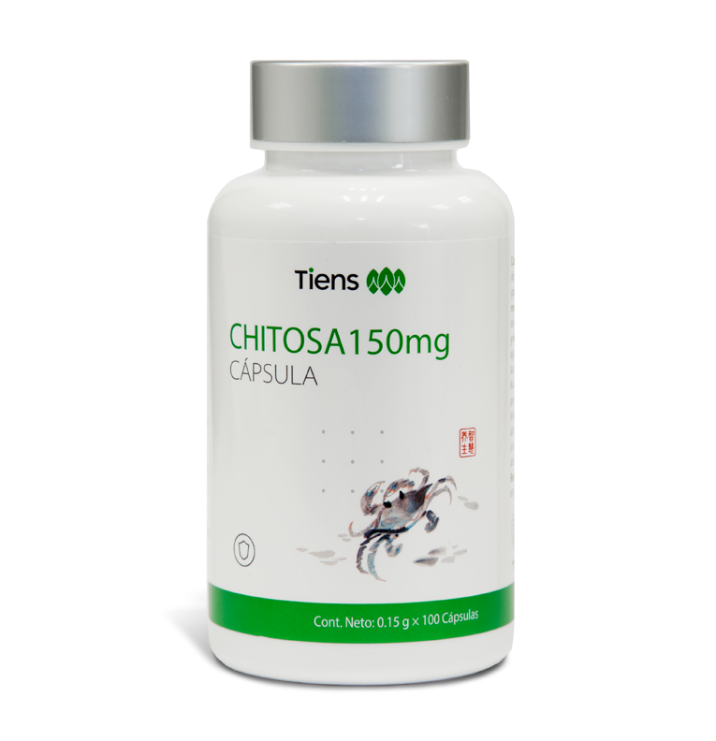 Tiens
CHITOSA150mg
CÁPSULA
Cont. Neto: 0.15 g × 100 Cápsulas